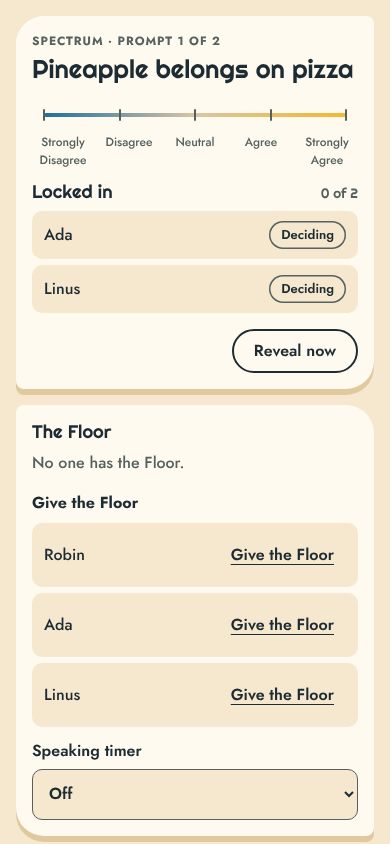 SPECTRUM · PROMPT 1 OF 2
Pineapple belongs on pizza
Strongly Disagree
Disagree
Neutral
Agree
Strongly Agree
Locked in
0 of 2
Ada
Deciding
Linus
Deciding
Reveal now
The Floor
No one has the Floor.
Give the Floor
Robin
Give the Floor
Ada
Give the Floor
Linus
Give the Floor
Speaking timer
Off